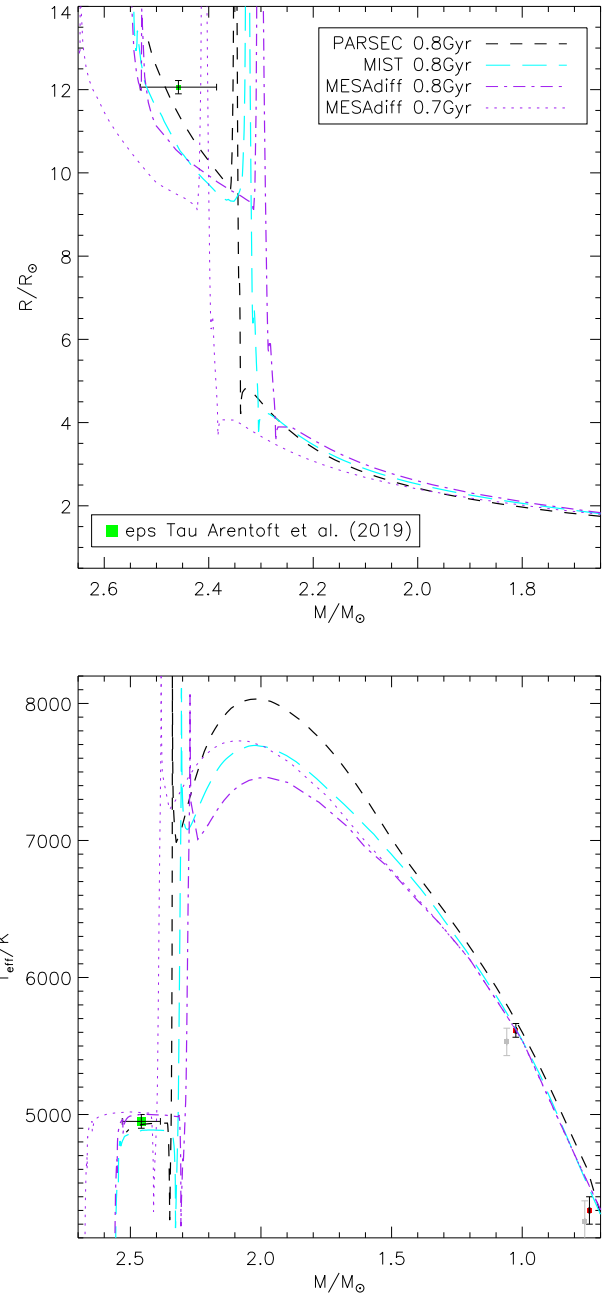 14
12
10
8
6
4
2
R/R☉
PARSEC 0.8Gyr
MIST 0.8Gyr
MESAdiff 0.8Gyr
MESAdiff 0.7Gyr
eps Tau Arentoft et al. (2019)
2.6 2.4 2.2 2.0 1.8
M/M☉
8000
7000
6000
5000
Teff/K
2.5 2.0 1.5 1.0
M/M☉